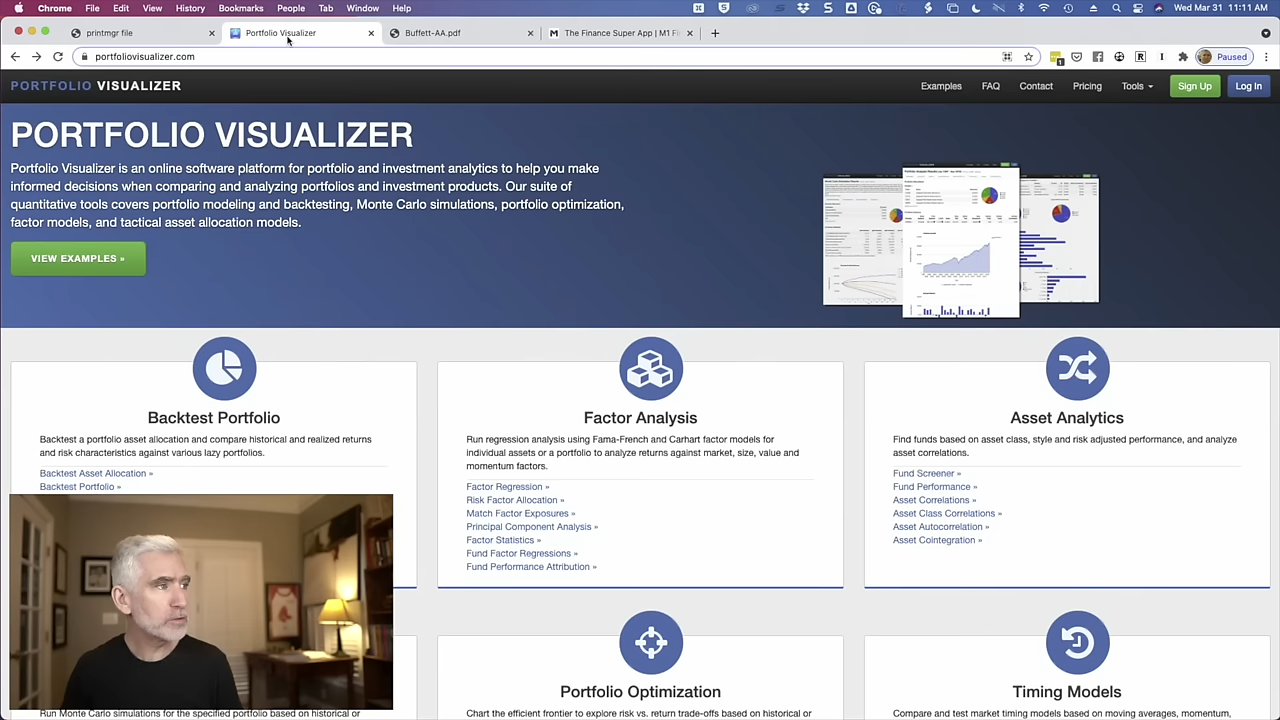 Chrome File Edit View History Bookmarks People Tab Window Help
Wed Mar 31 11:11 AM
printmgr file
Portfolio Visualizer
Buffett-AA.pdf
The Finance Super App | M1 Fi
portfoliovisualizer.com
Paused
PORTFOLIO VISUALIZER
Examples FAQ Contact Pricing Tools Sign Up Log In
PORTFOLIO VISUALIZER
Portfolio Visualizer is an online software platform for portfolio and investment analytics to help you make
informed decisions when comparing and analyzing portfolios and investment products. Our suite of
quantitative tools covers portfolio modeling and backtesting, Monte Carlo simulations, portfolio optimization,
factor models and tactical asset allocation models.
VIEW EXAMPLES »
Backtest Portfolio
Backtest a portfolio asset allocation and compare historical and realized returns
and risk characteristics against various lazy portfolios.
Backtest Asset Allocation »
Backtest Portfolio »
Factor Analysis
Run regression analysis using Fama-French and Carhart factor models for
individual assets or a portfolio to analyze returns against market, size, value and
momentum factors.
Factor Regression »
Risk Factor Allocation »
Match Factor Exposures »
Principal Component Analysis »
Factor Statistics »
Fund Factor Regressions »
Fund Performance Attribution »
Asset Analytics
Find funds based on asset class, style and risk adjusted performance, and analyze
asset correlations.
Fund Screener »
Fund Performance »
Asset Correlations »
Asset Class Correlations »
Asset Autocorrelation »
Asset Cointegration »
Run Monte Carlo simulations for the specified portfolio based on historical or
Portfolio Optimization
Chart the efficient frontier to explore risk vs. return trade-offs based on historical or
Timing Models
Compare and test market timing models based on moving averages, momentum,